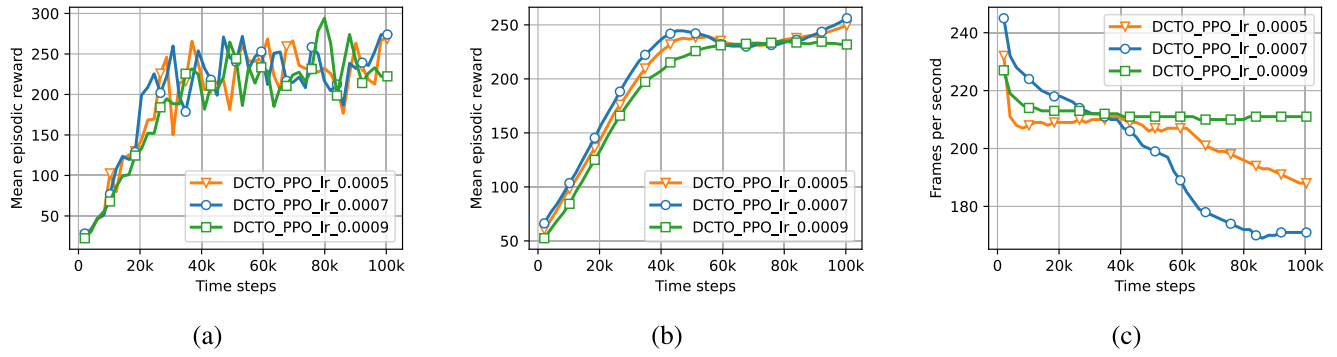 300
250
200
150
100
50
Mean episodic reward
0
20k
40k
60k
80k
100k
Time steps
DCTO_PPO_lr_0.0005
DCTO_PPO_lr_0.0007
DCTO_PPO_lr_0.0009
(a)
250
200
150
100
50
Mean episodic reward
0
20k
40k
60k
80k
100k
Time steps
DCTO_PPO_lr_0.0005
DCTO_PPO_lr_0.0007
DCTO_PPO_lr_0.0009
(b)
240
220
200
180
Frames per second
0
20k
40k
60k
80k
100k
Time steps
DCTO_PPO_lr_0.0005
DCTO_PPO_lr_0.0007
DCTO_PPO_lr_0.0009
(c)